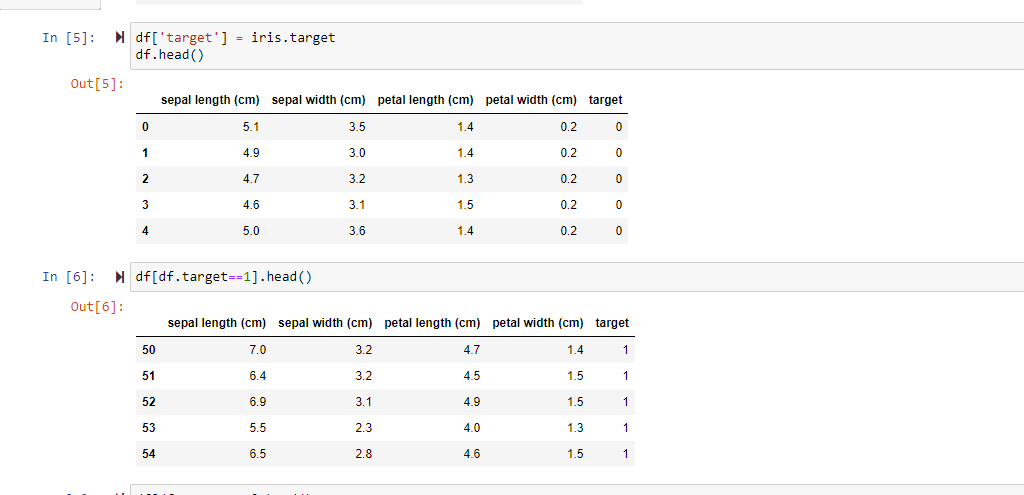 In [5]: df['target'] = iris.target
df.head()
Out[5]:
sepal length (cm) sepal width (cm) petal length (cm) petal width (cm) target
0 5.1 3.5 1.4 0.2 0
1 4.9 3.0 1.4 0.2 0
2 4.7 3.2 1.3 0.2 0
3 4.6 3.1 1.5 0.2 0
4 5.0 3.6 1.4 0.2 0
In [6]: df[df.target==1].head()
Out[6]:
sepal length (cm) sepal width (cm) petal length (cm) petal width (cm) target
50 7.0 3.2 4.7 1.4 1
51 6.4 3.2 4.5 1.5 1
52 6.9 3.1 4.9 1.5 1
53 5.5 2.3 4.0 1.3 1
54 6.5 2.8 4.6 1.5 1